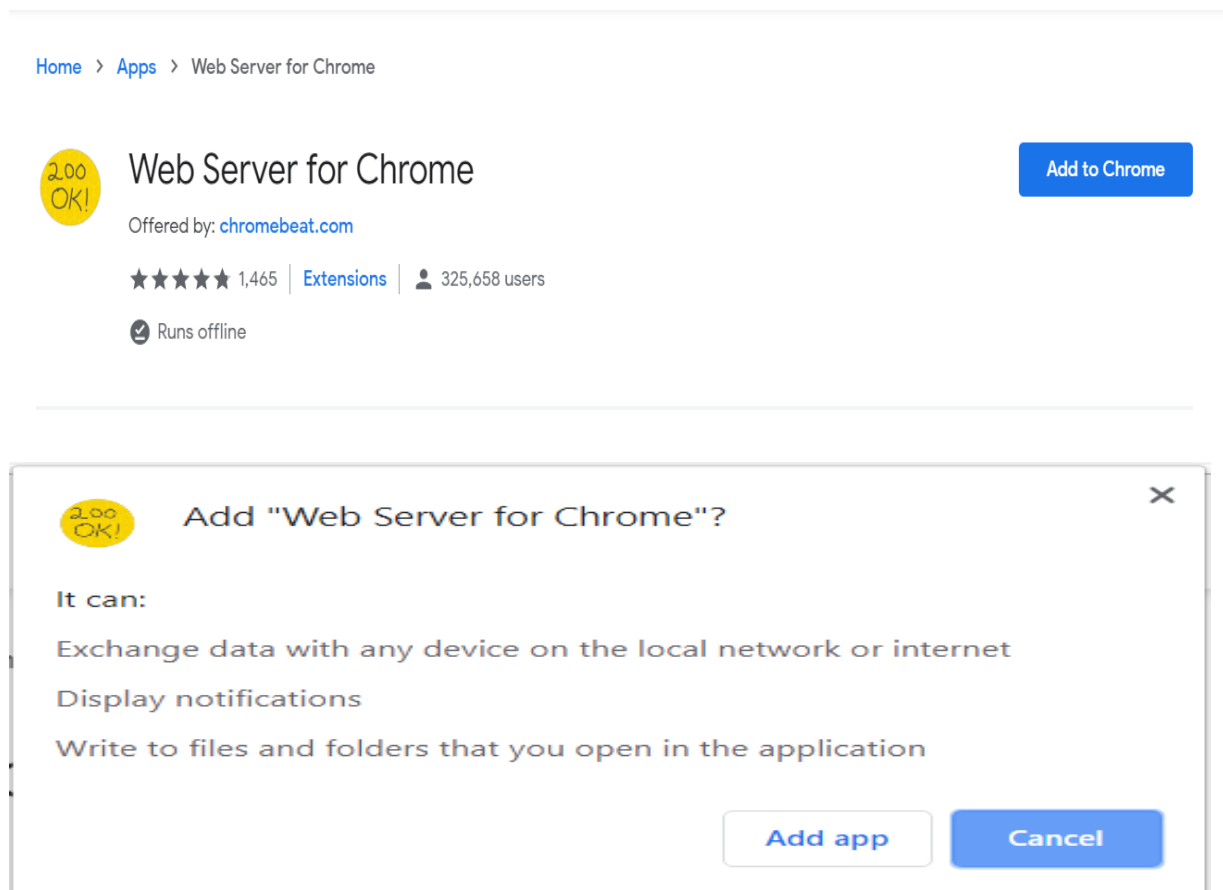 Home > Apps > Web Server for Chrome
200
OK!
Web Server for Chrome
Add to Chrome
Offered by: chromebeat.com
1,465 Extensions 325,658 users
Runs offline
200
OK!
Add "Web Server for Chrome"?
It can:
Exchange data with any device on the local network or internet
Display notifications
Write to files and folders that you open in the application
Add app
Cancel